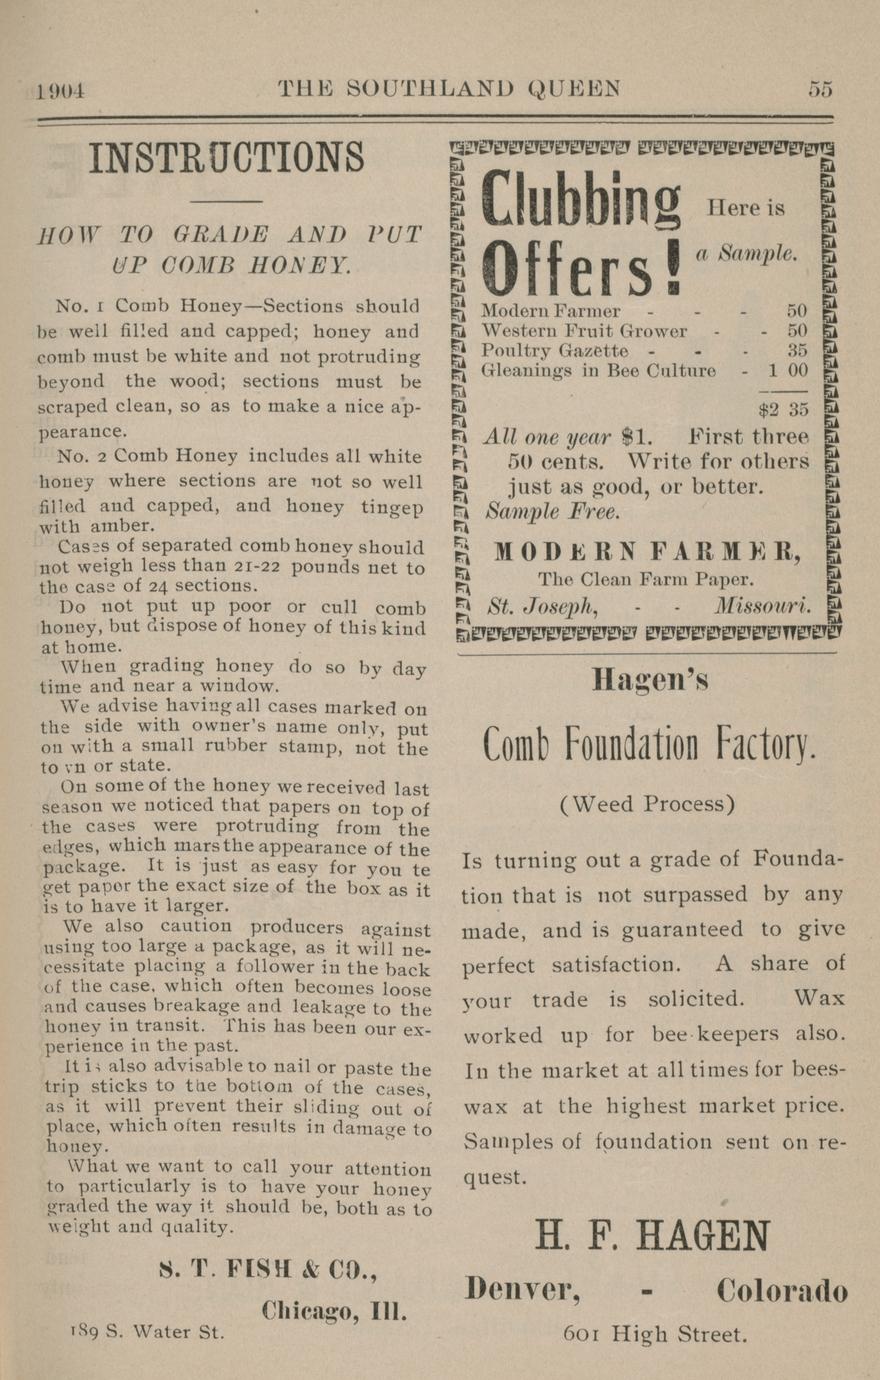 1904 THE SOUTHLAND QUEEN 55
INSTRUCTIONS
HOW TO GRADE AND PUT
UP COMB HONEY.
No. 1 Comb Honey—Sections should
be well filled and capped; honey and
comb must be white and not protruding
beyond the wood; sections must be
scraped clean, so as to make a nice ap-
pearance.
No. 2 Comb Honey includes all white
honey where sections are not so well
filled and capped, and honey tingep
with amber.
Cases of separated comb honey should
not weigh less than 21-22 pounds net to
the case of 24 sections.
Do not put up poor or cull comb
honey, but dispose of honey of this kind
at home.
When grading honey do so by day
time and near a window.
We advise having all cases marked on
the side with owner's name only, put
on with a small rubber stamp, not the
town or state.
On some of the honey we received last
season we noticed that papers on top of
the cases were protruding from the
edges, which mars the appearance of the
package. It is just as easy for you te
get paper the exact size of the box as it
is to have it larger.
We also caution producers against
using too large a package, as it will ne-
cessitate placing a follower in the back
of the case, which often becomes loose
and causes breakage and leakage to the
honey in transit. This has been our ex-
perience in the past.
It is also advisable to nail or paste the
trip sticks to the bottom of the cases,
as it will prevent their sliding out of
place, which often results in damage to
honey.
What we want to call your attention
to particularly is to have your honey
graded the way it should be, both as to
weight and quality.
S. T. FISH & CO.,
Chicago, Ill.
189 S. Water St.
Clubbing Here is
Offers! a Sample.
Modern Farmer - - - 50
Western Fruit Grower - - 50
Poultry Gazette - - - 35
Gleanings in Bee Culture - 1 00
$2 35
All one year $1. First three
50 cents. Write for others
just as good, or better.
Sample Free.
MODERN FARMER,
The Clean Farm Paper.
St. Joseph, - - Missouri.
Hagen's
Comb Foundation Factory.
(Weed Process)
Is turning out a grade of Founda-
tion that is not surpassed by any
made, and is guaranteed to give
perfect satisfaction. A share of
your trade is solicited. Wax
worked up for bee-keepers also.
In the market at all times for bees-
wax at the highest market price.
Samples of foundation sent on re-
quest.
H. F. HAGEN
Denver, - Colorado
601 High Street.